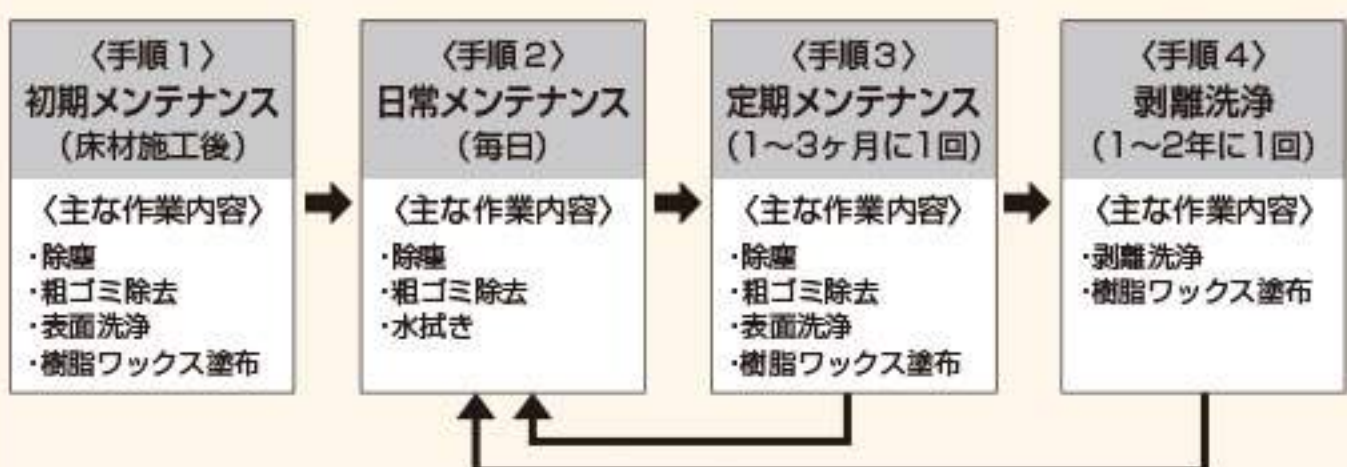 〈手順1〉
初期メンテナンス
(床材施工後)
〈主な作業内容〉
・除塵
・粗ゴミ除去
・表面洗浄
・樹脂ワックス塗布
〈手順2〉
日常メンテナンス
(毎日)
〈主な作業内容〉
・除塵
・粗ゴミ除去
・水拭き
〈手順3〉
定期メンテナンス
(1〜3ヶ月に1回)
〈主な作業内容〉
・除塵
・粗ゴミ除去
・表面洗浄
・樹脂ワックス塗布
〈手順4〉
剥離洗浄
(1〜2年に1回)
〈主な作業内容〉
・剥離洗浄
・樹脂ワックス塗布